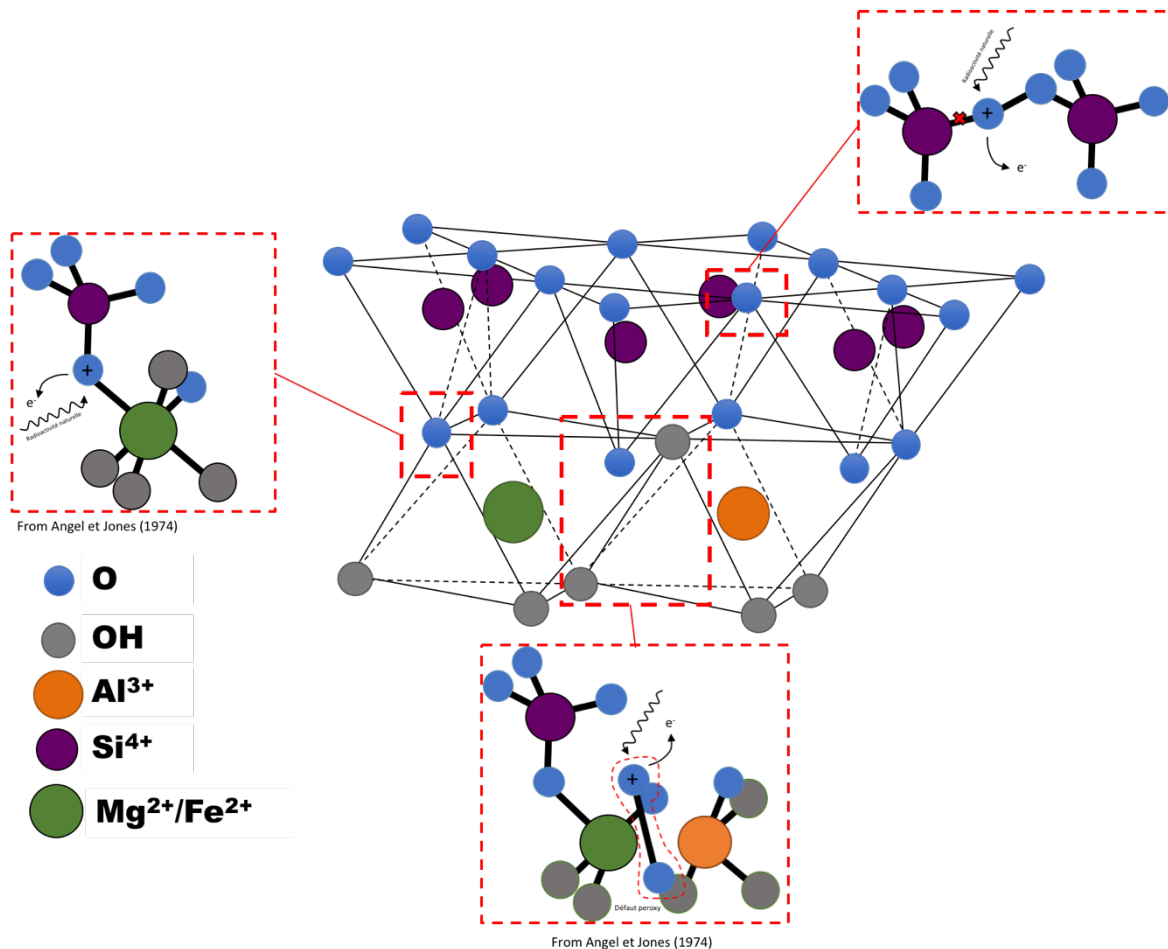 Radioactivité naturelle
+
e-
+
e-
Radioactivité naturelle
From Angel et Jones (1974)
O
OH
Al3+
Si4+
Mg2+/Fe2+
e-
+
Défaut peroxy
From Angel et Jones (1974)